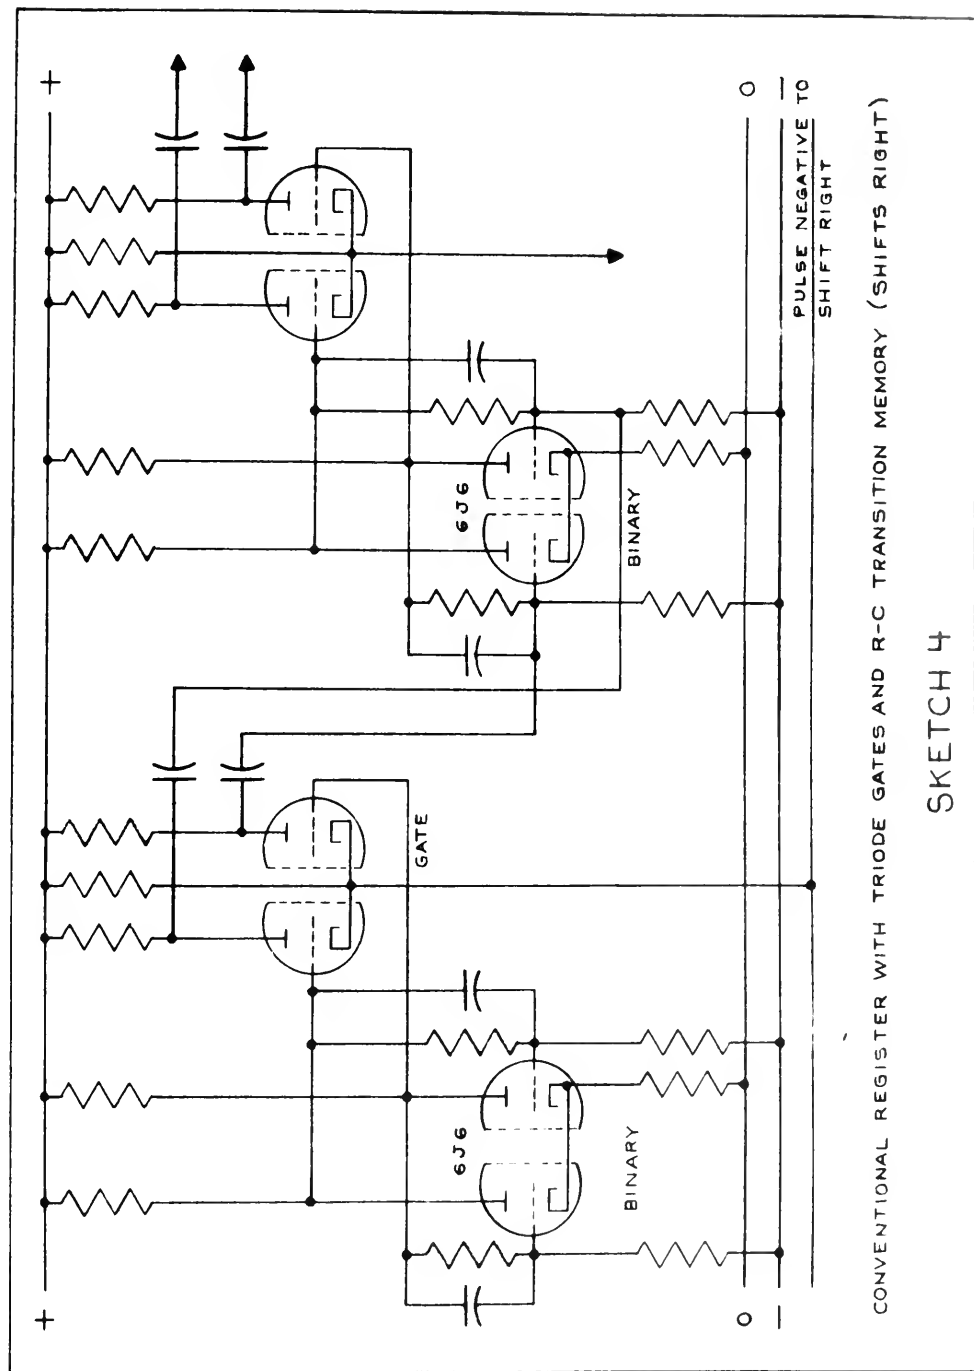 +
+
6J6
BINARY
GATE
6J6
BINARY
O
O
—
—
PULSE NEGATIVE TO
SHIFT RIGHT
CONVENTIONAL REGISTER WITH TRIODE GATES AND R-C TRANSITION MEMORY (SHIFTS RIGHT)
SKETCH 4